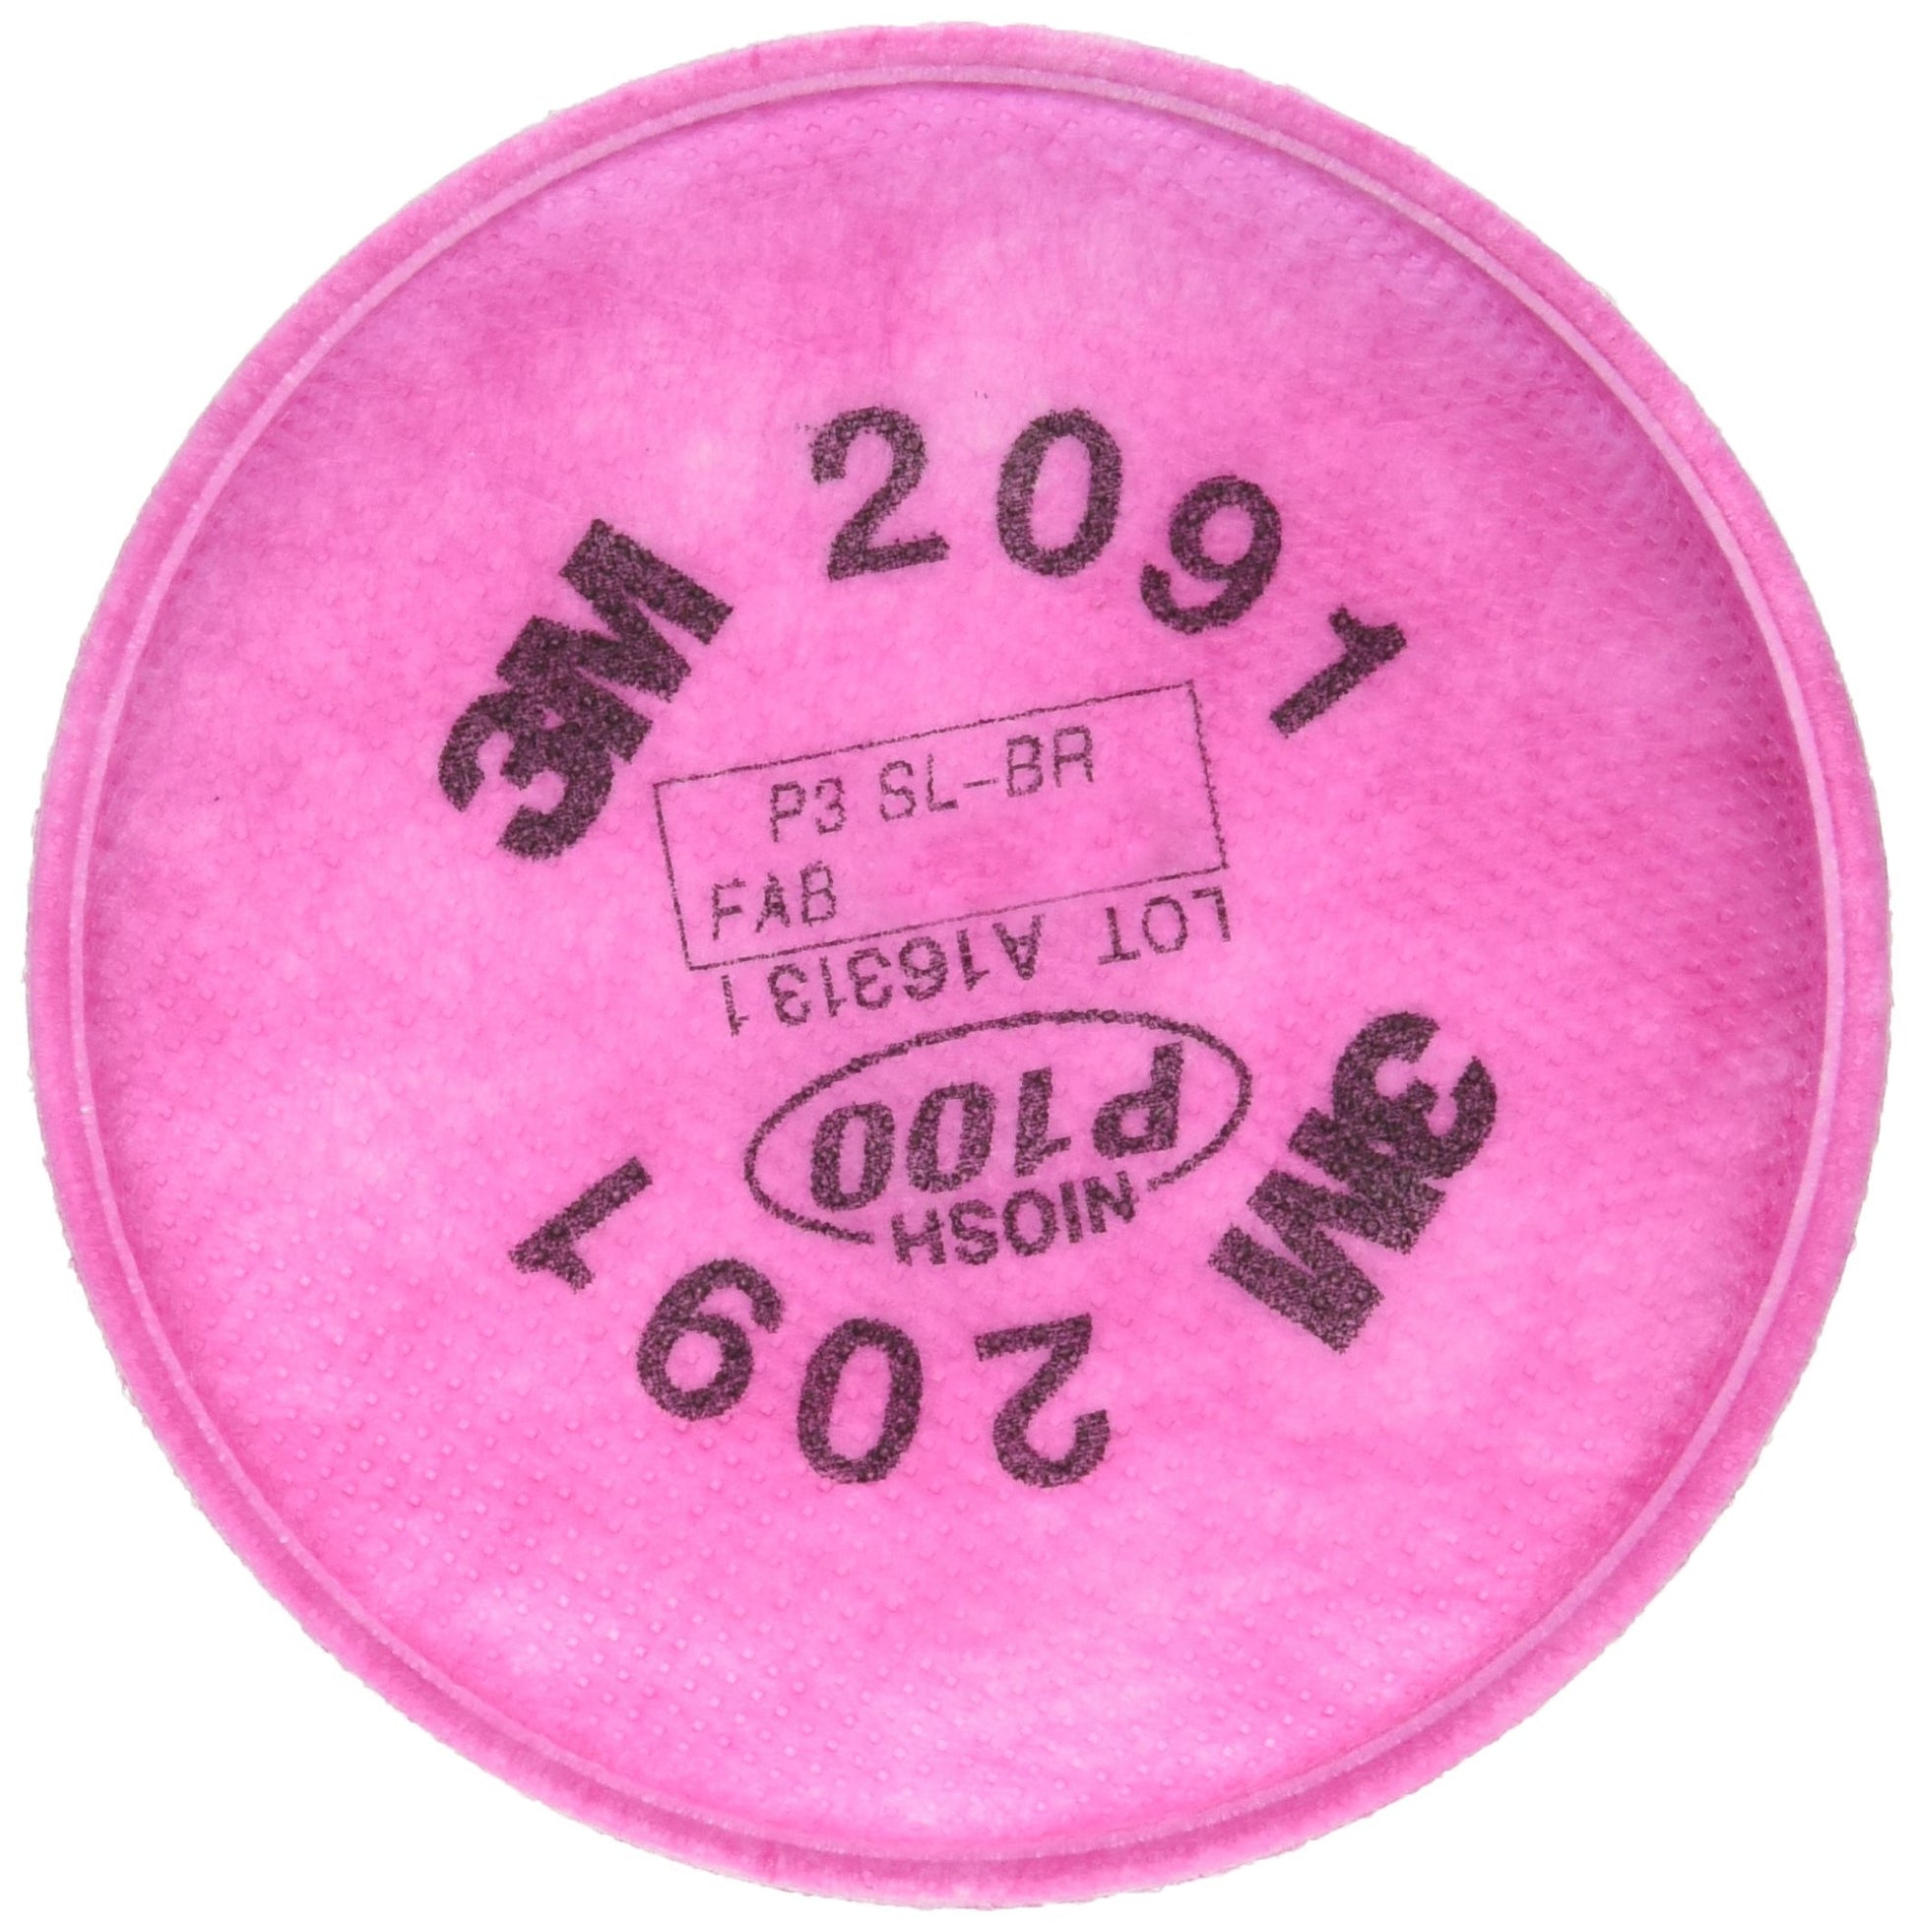 3M 2091
P3 SL-BR
FAB
LOT A163131
P100
NIOSH
3M 2091